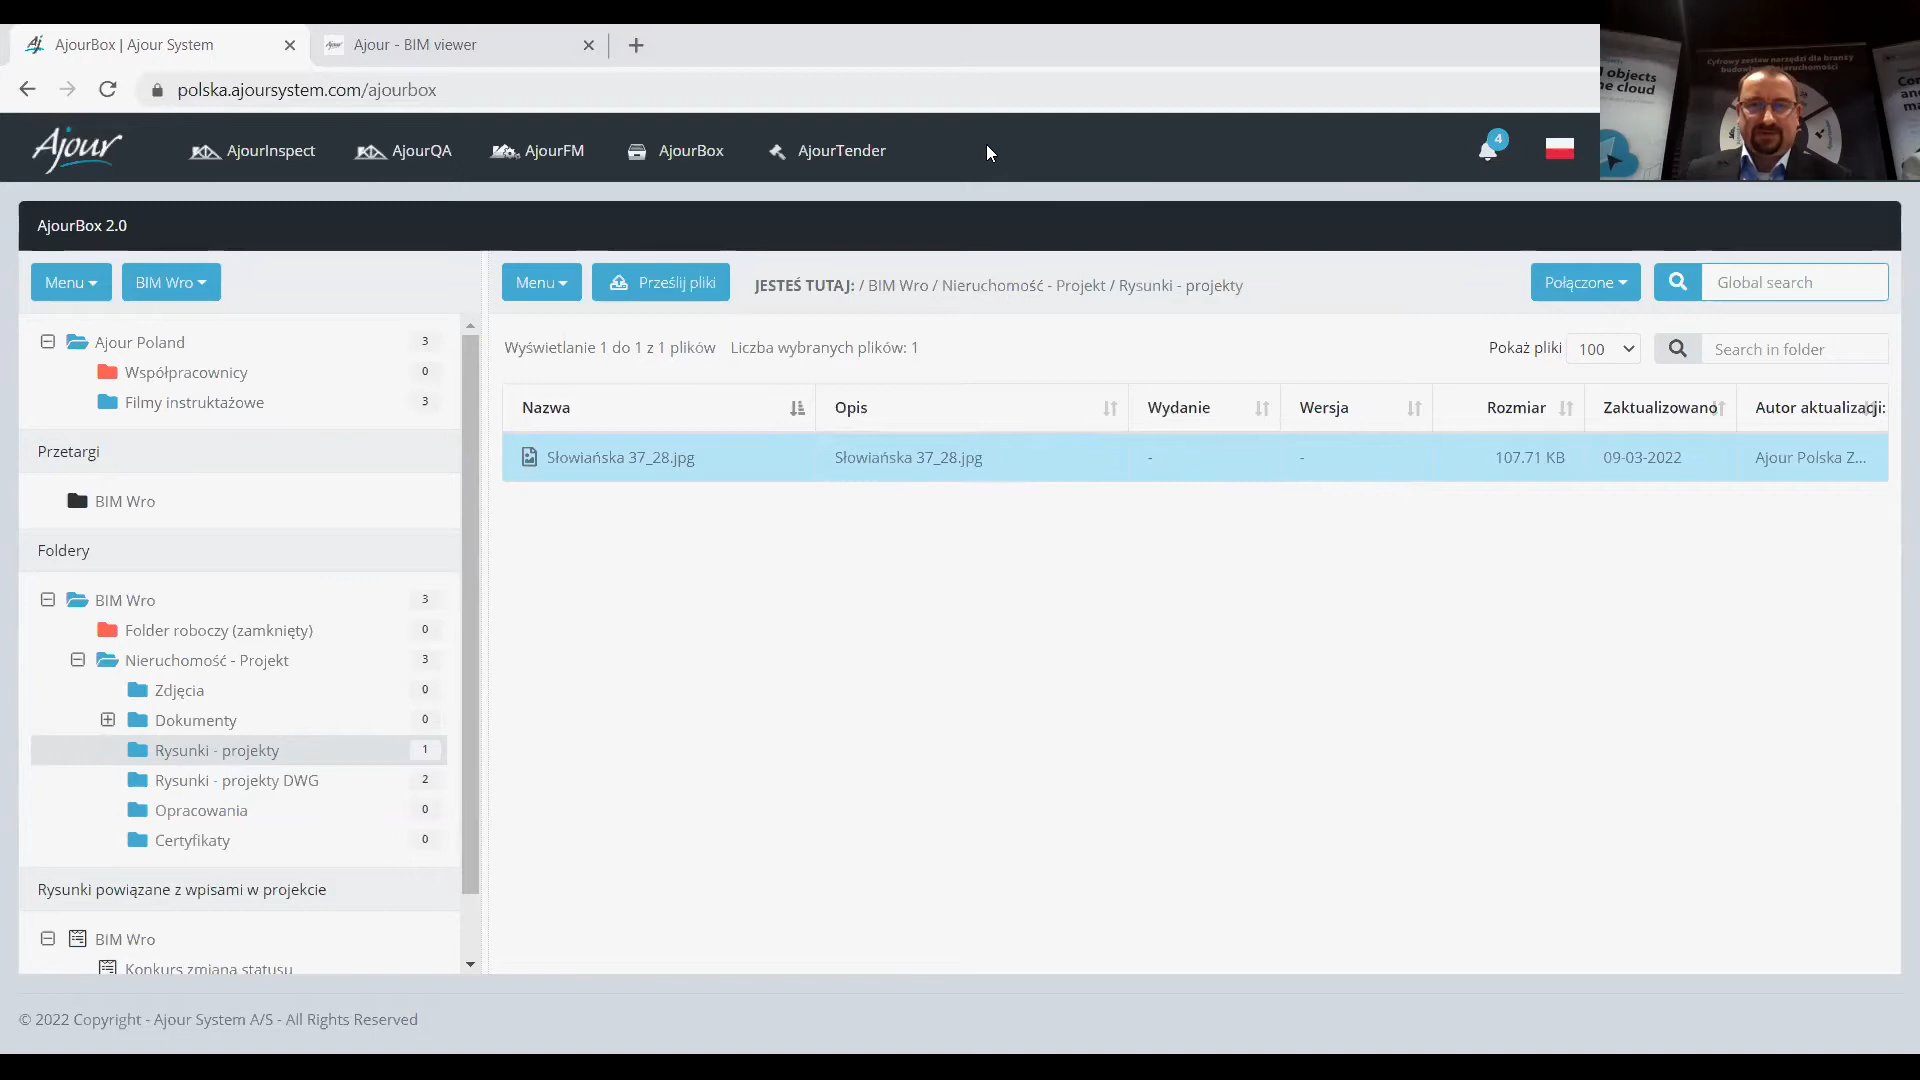 AjourBox | Ajour System
Ajour - BIM viewer
polska.ajoursystem.com/ajourbox
Ajour
AjourInspect
AjourQA
AjourFM
AjourBox
AjourTender
4
objects
cloud
Cyfrowy zestaw narzędzi dla branży
AjourBox 2.0
Menu
BIM Wro
Menu
Prześlij pliki
JESTEŚ TUTAJ: / BIM Wro / Nieruchomość - Projekt / Rysunki - projekty
Połączone
Global search
Ajour Poland 3
Współpracownicy 0
Filmy instruktażowe 3
Przetargi
BIM Wro
Foldery
BIM Wro 3
Folder roboczy (zamknięty) 0
Nieruchomość - Projekt 3
Zdjęcia 0
Dokumenty 0
Rysunki - projekty 1
Rysunki - projekty DWG 2
Opracowania 0
Certyfikaty 0
Rysunki powiązane z wpisami w projekcie
BIM Wro
Konkurs zmiana statusu
Wyświetlanie 1 do 1 z 1 plików Liczba wybranych plików: 1
Pokaż pliki 100
Search in folder
Nazwa Opis Wydanie Wersja Rozmiar Zaktualizowano Autor aktualizacji:
Słowiańska 37_28.jpg Słowiańska 37_28.jpg - - 107.71 KB 09-03-2022 Ajour Polska Z...
© 2022 Copyright - Ajour System A/S - All Rights Reserved